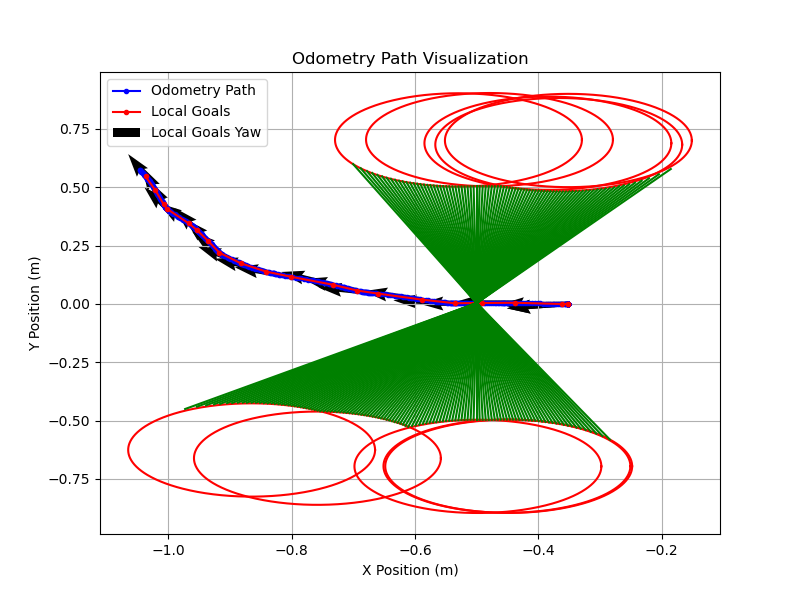 Odometry Path Visualization
Odometry Path
Local Goals
Local Goals Yaw
Y Position (m)
0.75
0.50
0.25
0.00
−0.25
−0.50
−0.75
−1.0 −0.8 −0.6 −0.4 −0.2
X Position (m)